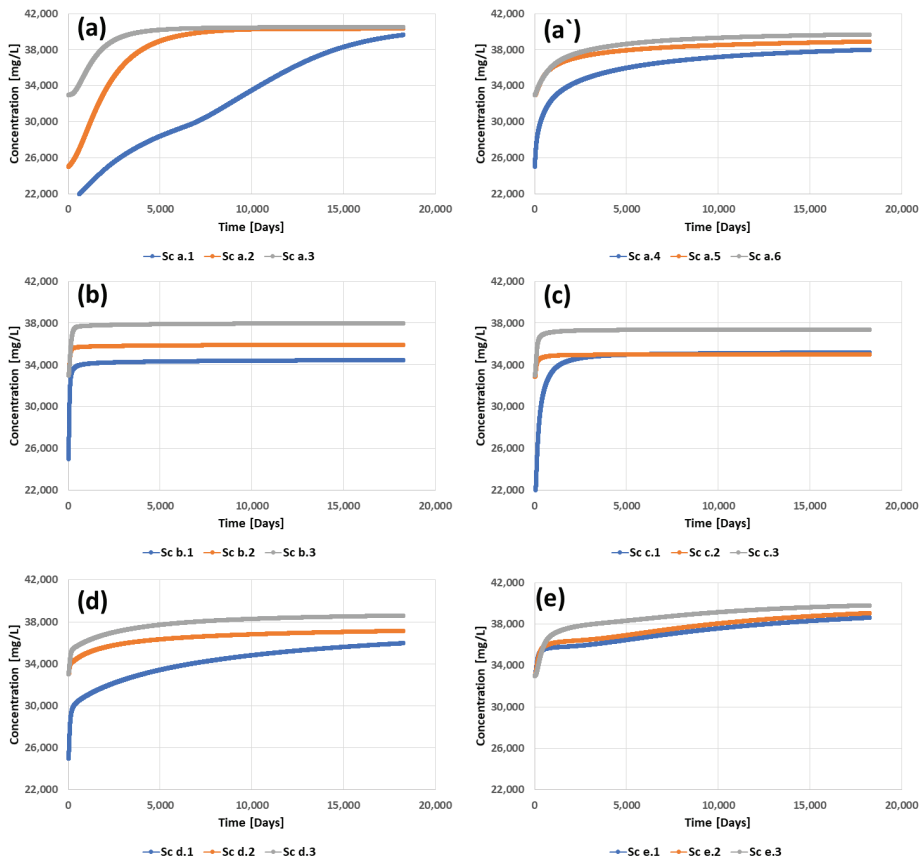 (a)
Concentration [mg/L]
42,000
38,000
34,000
30,000
26,000
22,000
0
5,000
10,000
15,000
20,000
Time [Days]
Sc a.1
Sc a.2
Sc a.3
(a`)
Concentration [mg/L]
42,000
38,000
34,000
30,000
26,000
22,000
0
5,000
10,000
15,000
20,000
Time [Days]
Sc a.4
Sc a.5
Sc a.6
(b)
Concentration [mg/L]
42,000
38,000
34,000
30,000
26,000
22,000
0
5,000
10,000
15,000
20,000
Time [Days]
Sc b.1
Sc b.2
Sc b.3
(c)
Concentration [mg/L]
42,000
38,000
34,000
30,000
26,000
22,000
0
5,000
10,000
15,000
20,000
Time [Days]
Sc c.1
Sc c.2
Sc c.3
(d)
Concentration [mg/L]
42,000
38,000
34,000
30,000
26,000
22,000
0
5,000
10,000
15,000
20,000
Time [Days]
Sc d.1
Sc d.2
Sc d.3
(e)
Concentration [mg/L]
42,000
38,000
34,000
30,000
26,000
22,000
0
5,000
10,000
15,000
20,000
Time [Days]
Sc e.1
Sc e.2
Sc e.3